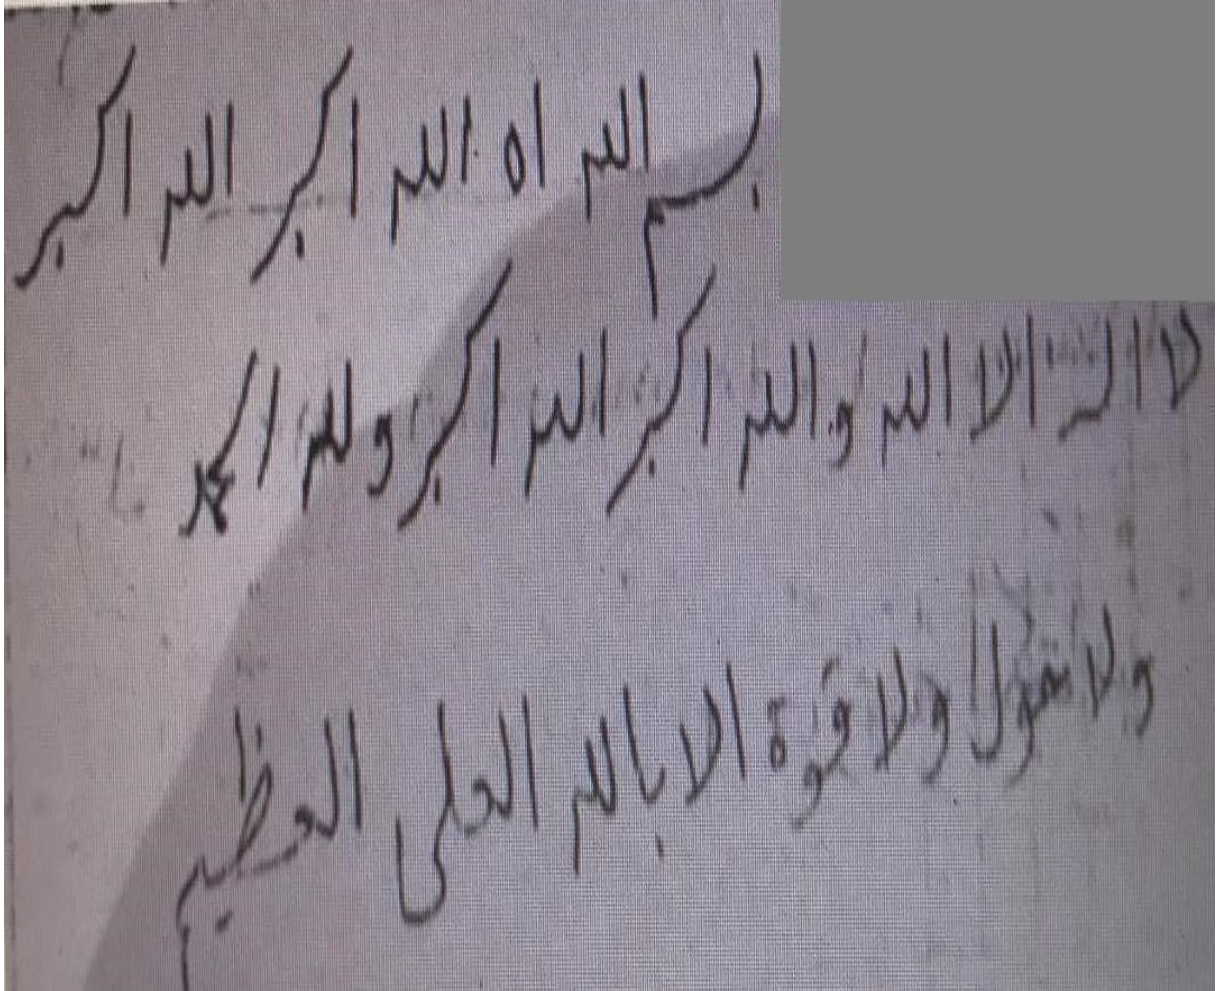 بسم الله اه الله اكبر الله اكبر
لا اله الا الله والله اكبر الله اكبر ولله الحمد
ولا حول ولا قوة الا بالله العلى العظيم